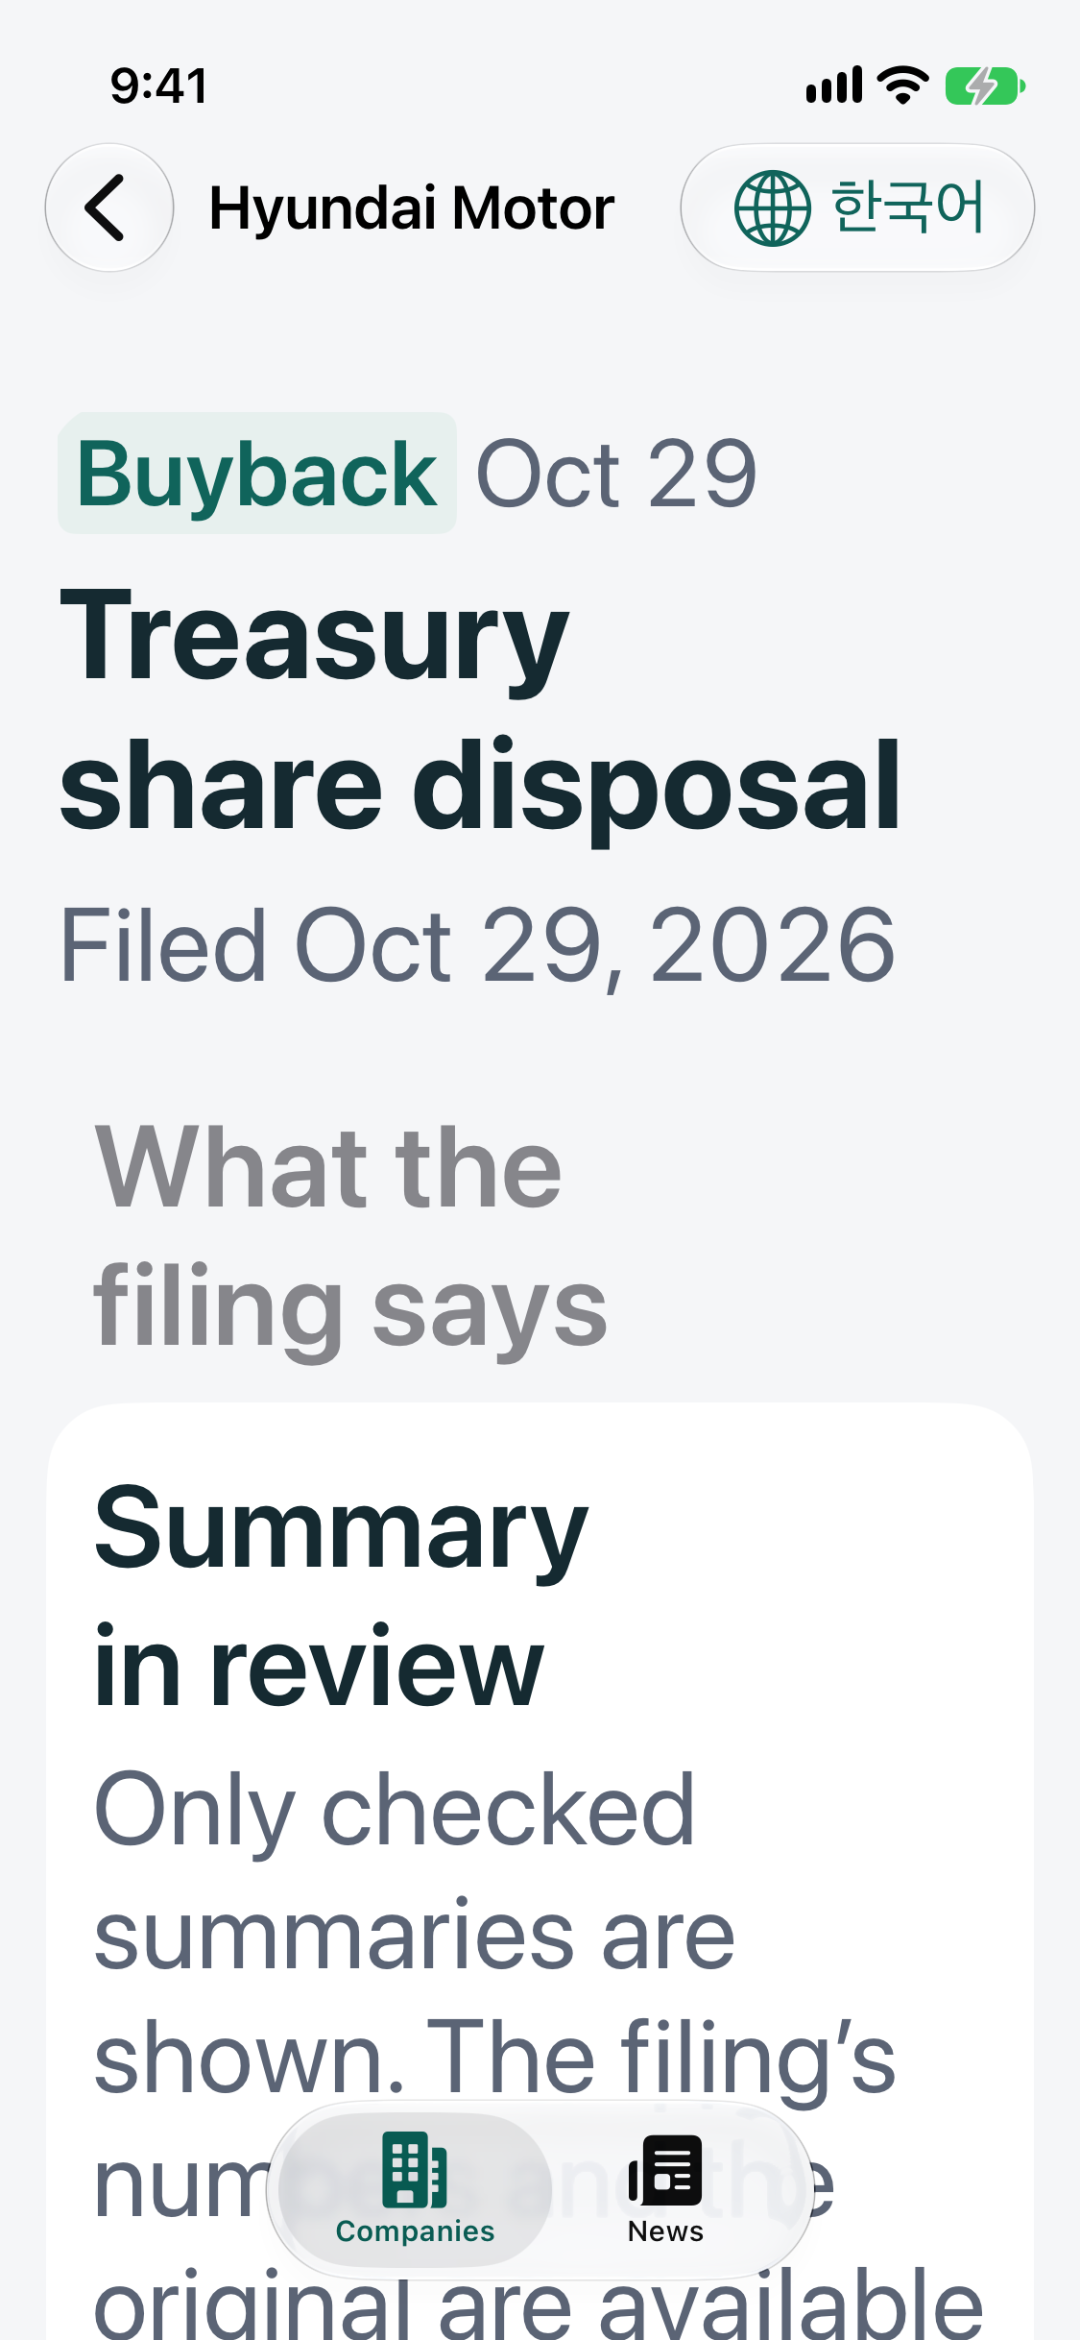 9:41
Hyundai Motor
한국어
Buyback Oct 29
Treasury
share disposal
Filed Oct 29, 2026
What the
filing says
Summary
in review
Only checked
summaries are
shown. The filing’s
original are available
Companies
News